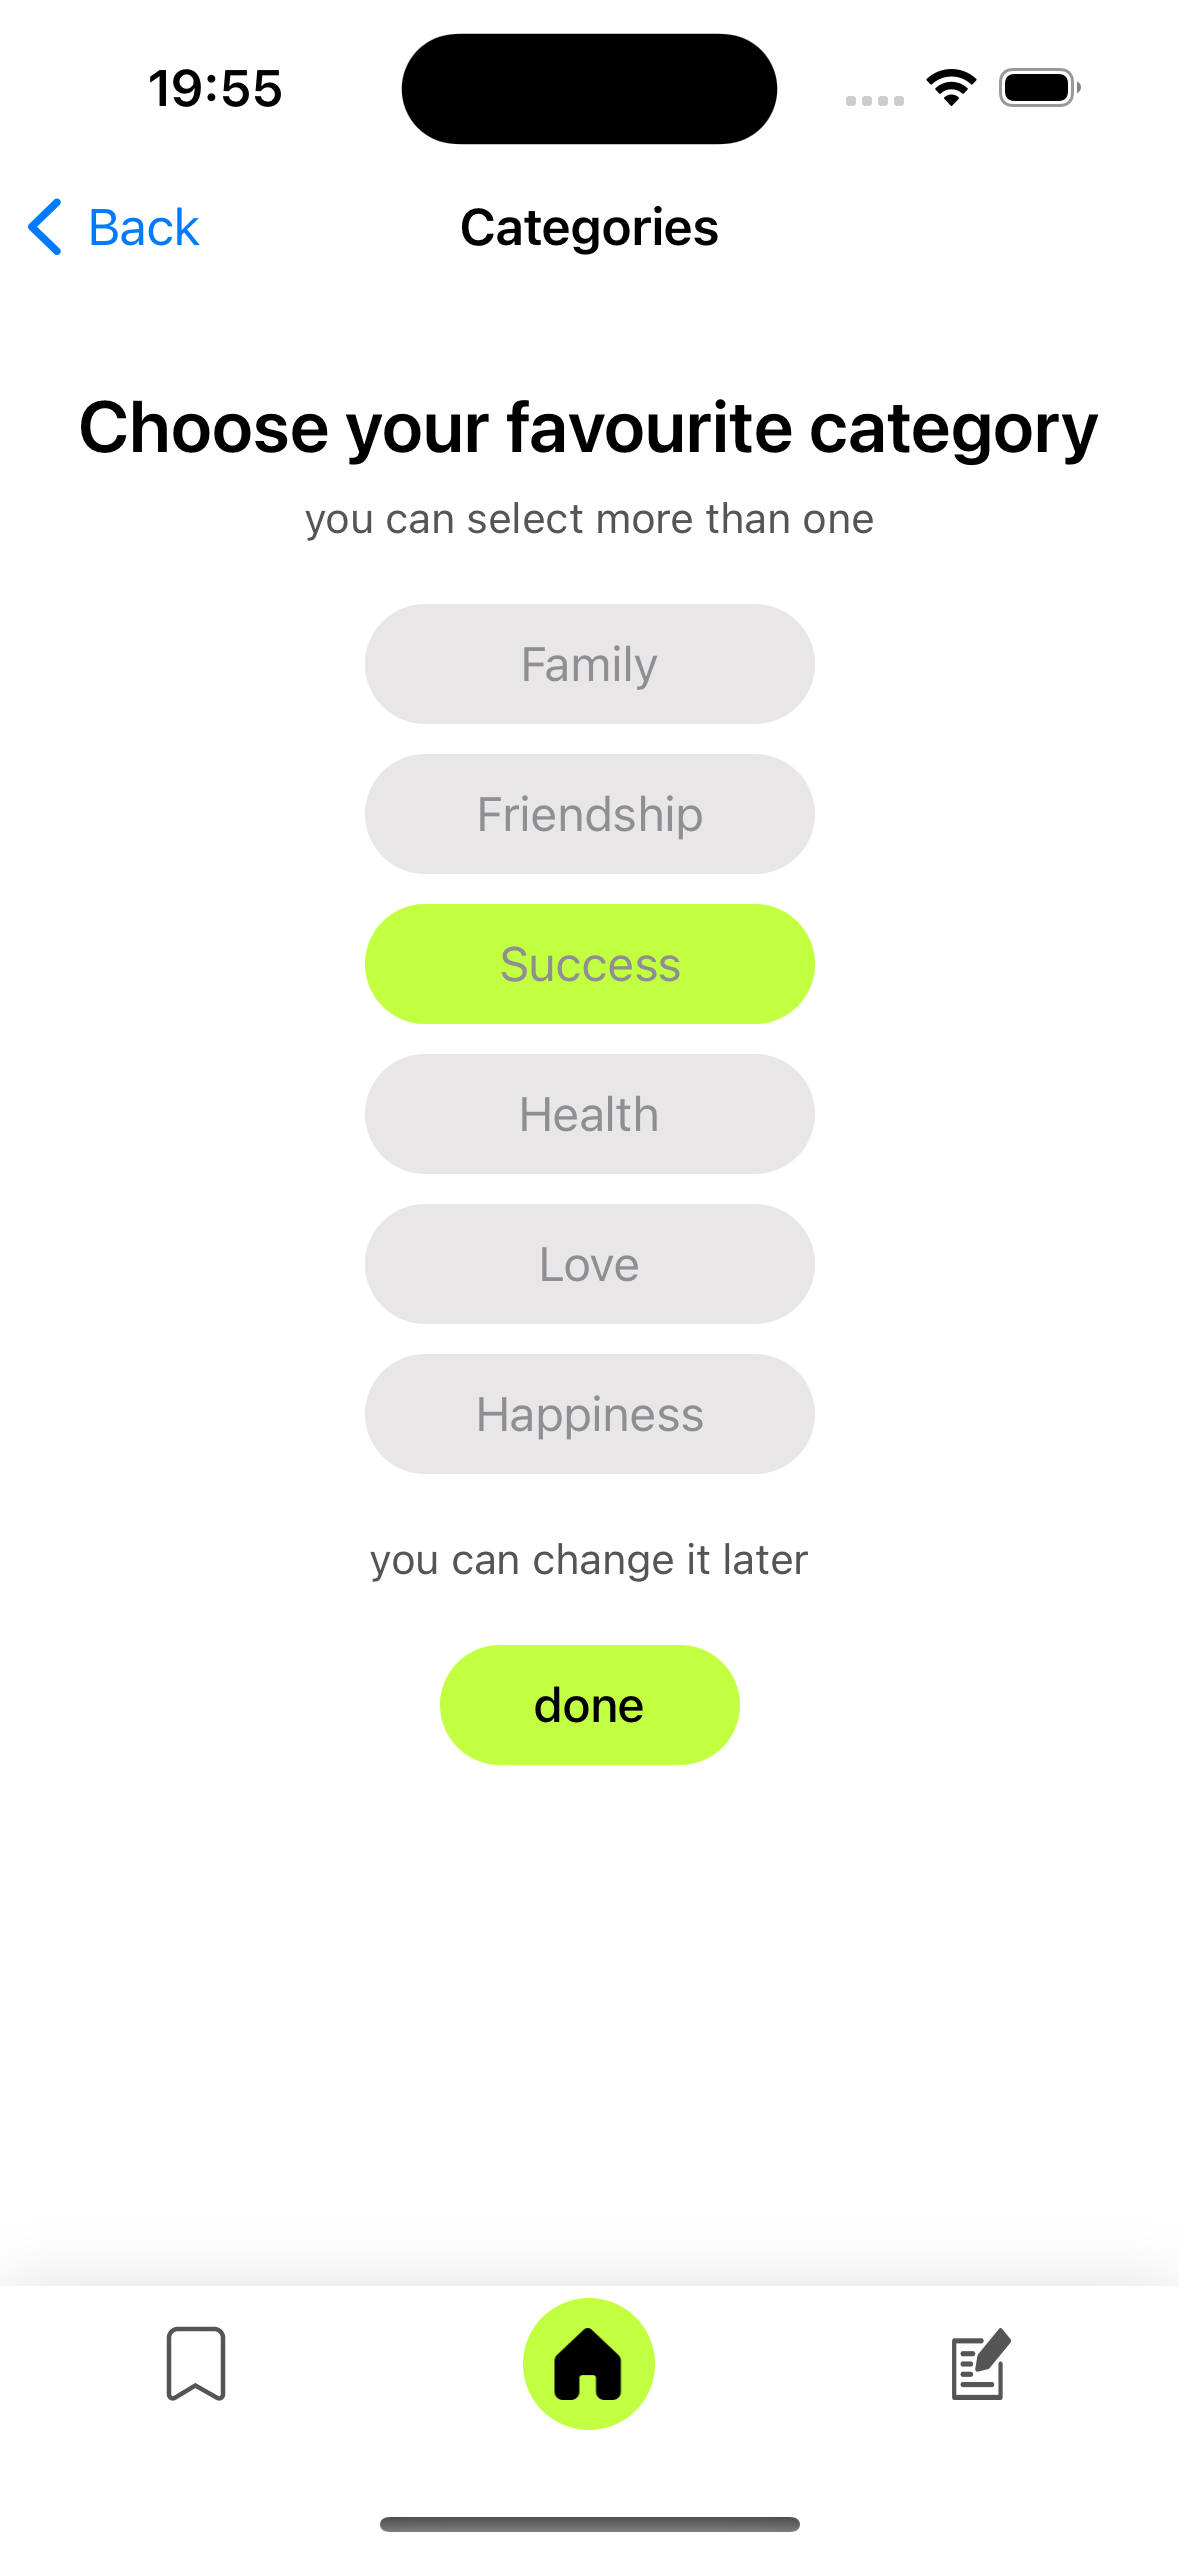 19:55
Back
Categories
Choose your favourite category
you can select more than one
Family
Friendship
Success
Health
Love
Happiness
you can change it later
done